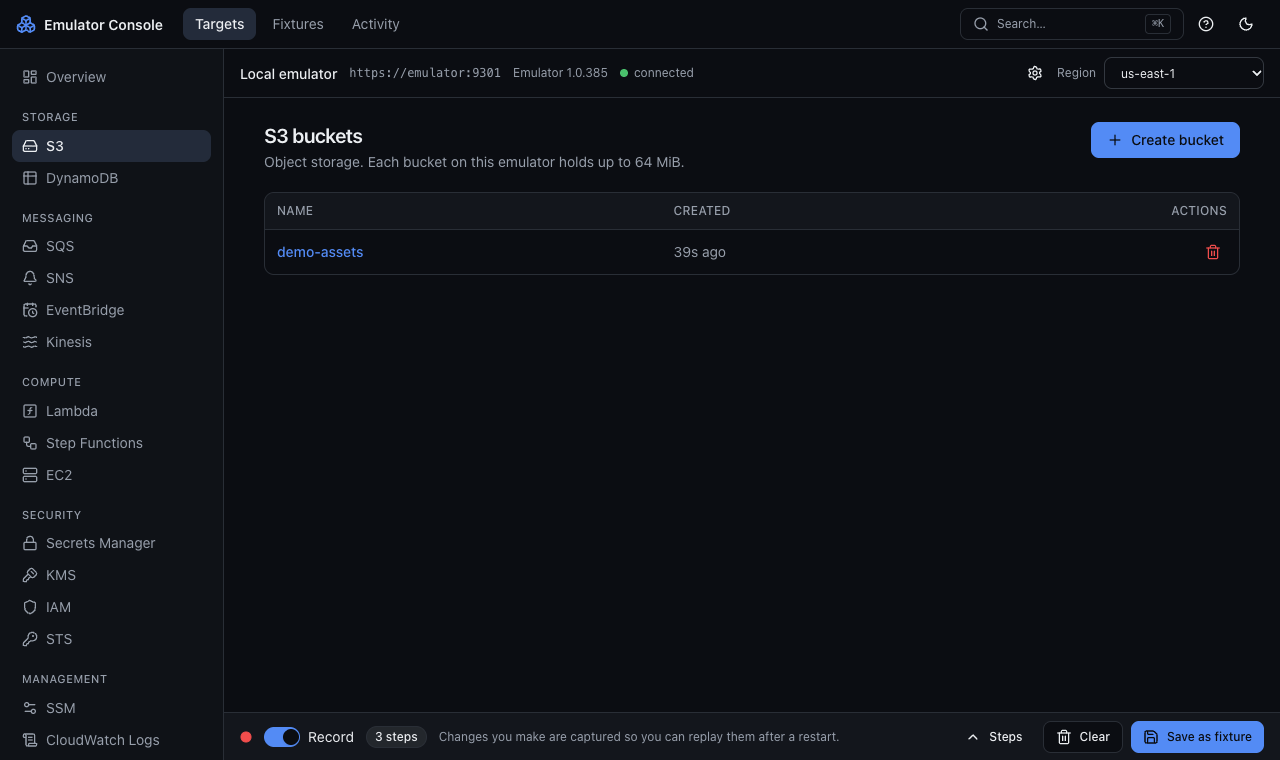 Emulator Console
Targets
Fixtures
Activity
Search...
⌘K
Overview
STORAGE
S3
DynamoDB
MESSAGING
SQS
SNS
EventBridge
Kinesis
COMPUTE
Lambda
Step Functions
EC2
SECURITY
Secrets Manager
KMS
IAM
STS
MANAGEMENT
SSM
CloudWatch Logs
Local emulator https://emulator:9301 Emulator 1.0.385 connected
Region us-east-1
S3 buckets
Object storage. Each bucket on this emulator holds up to 64 MiB.
Create bucket
NAME CREATED ACTIONS
demo-assets 39s ago
Record 3 steps Changes you make are captured so you can replay them after a restart.
Steps
Clear
Save as fixture